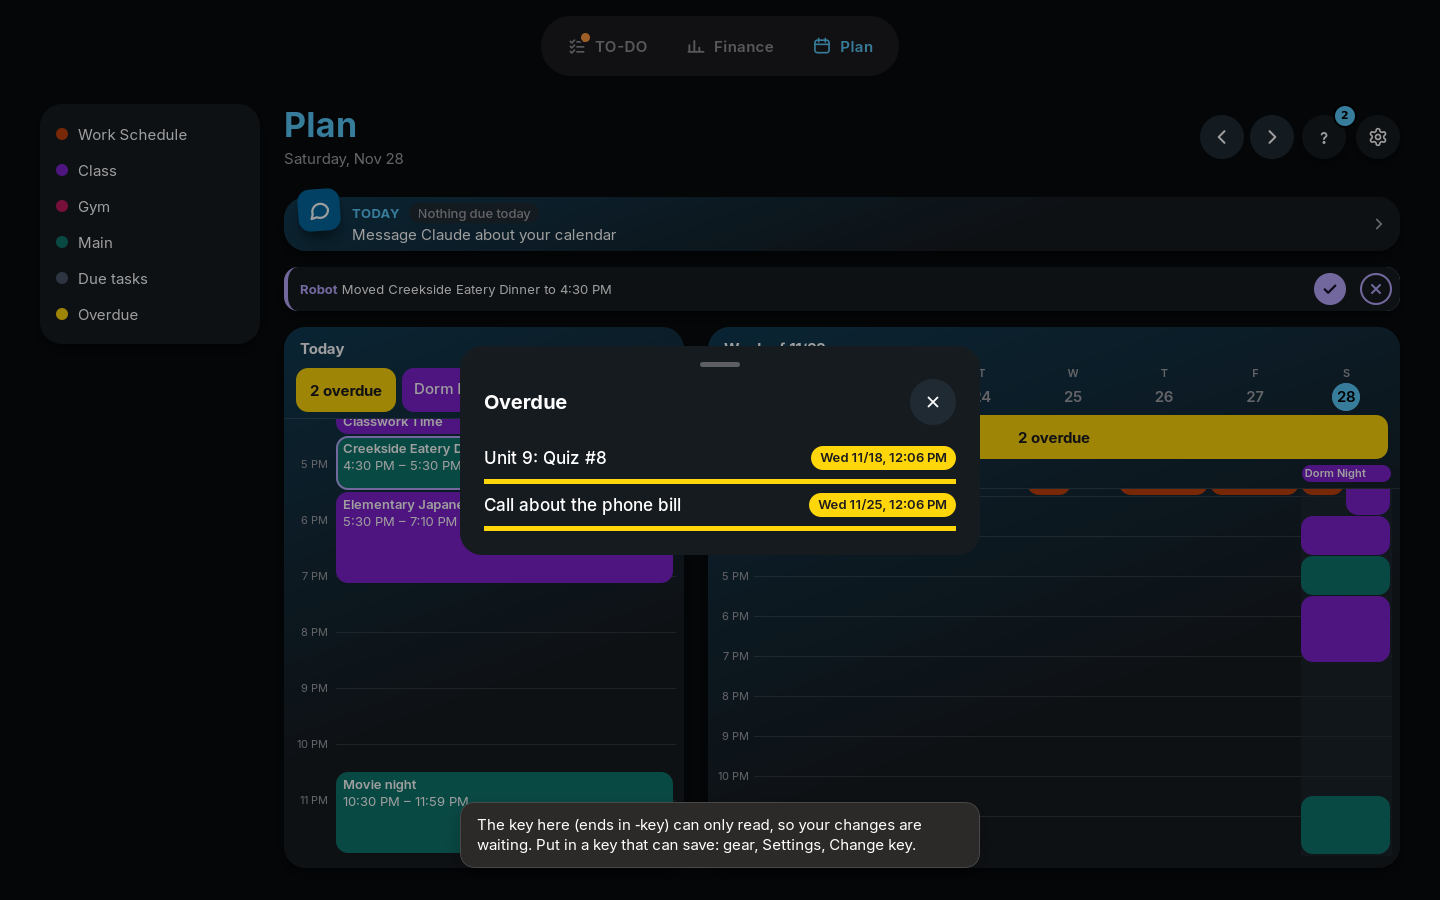 TO-DO
Finance
Plan
Work Schedule
Class
Gym
Main
Due tasks
Overdue
Plan
Saturday, Nov 28
2
?
TODAY Nothing due today
Message Claude about your calendar
Robot Moved Creekside Eatery Dinner to 4:30 PM
Today
2 overdue
Dorm
Classwork Time
Creekside Eatery
4:30 PM – 5:30 PM
Elementary
5:30 PM – 7:10 PM
5 PM
6 PM
7 PM
8 PM
9 PM
10 PM
11 PM
Movie night
10:30 PM – 11:59 PM
Overdue
Unit 9: Quiz #8
Wed 11/18, 12:06 PM
Call about the phone bill
Wed 11/25, 12:06 PM
T W T F S
25 26 27 28
2 overdue
Dorm Night
5 PM
6 PM
7 PM
8 PM
9 PM
10 PM
The key here (ends in -key) can only read, so your changes are
waiting. Put in a key that can save: gear, Settings, Change key.